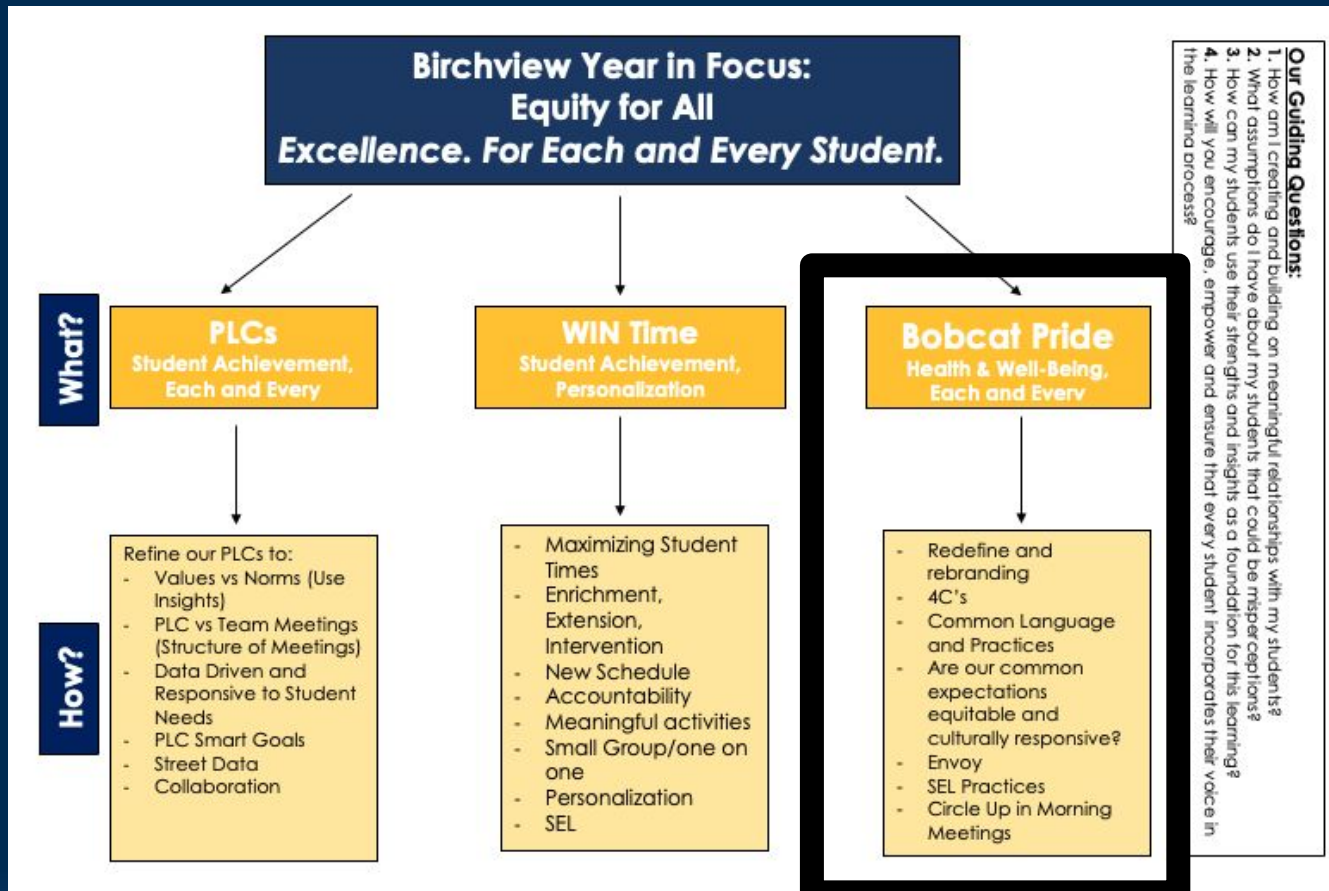 Birchview Year in Focus:
Equity for All
Excellence. For Each and Every Student.
Our Guiding Questions:
1. How am I creating and building on meaningful relationships with my students?
2. What assumptions do I have about my students that could be misperceptions?
3. How can my students use their strengths and insights as a foundation for this learning?
4. How will you encourage, empower and ensure that every student incorporates their voice in
the learning process?
What?
PLCs
Student Achievement,
Each and Every
WIN Time
Student Achievement,
Personalization
Bobcat Pride
Health & Well-Being,
Each and Every
How?
Refine our PLCs to:
- Values vs Norms (Use
Insights)
- PLC vs Team Meetings
(Structure of Meetings)
- Data Driven and
Responsive to Student
Needs
- PLC Smart Goals
- Street Data
- Collaboration
- Maximizing Student
Times
- Enrichment,
Extension,
Intervention
- New Schedule
- Accountability
- Meaningful activities
- Small Group/one on
one
- Personalization
- SEL
- Redefine and
rebranding
- 4C's
- Common Language
and Practices
- Are our common
expectations
equitable and
culturally responsive?
- Envoy
- SEL Practices
- Circle Up in Morning
Meetings